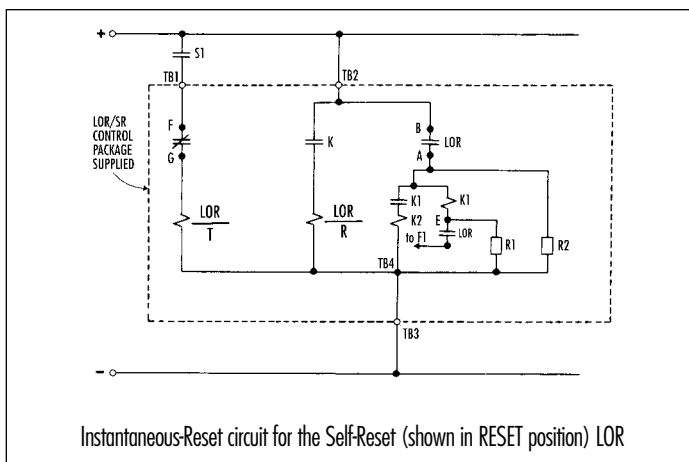 +
S1
TB1
TB2
LOR/SR
CONTROL
PACKAGE
SUPPLIED
F
G
K
B
LOR
A
K1
K1
K2
E
LOR
to F1
R1
R2
LOR
T
LOR
R
TB4
TB3
–
Instantaneous-Reset circuit for the Self-Reset (shown in RESET position) LOR